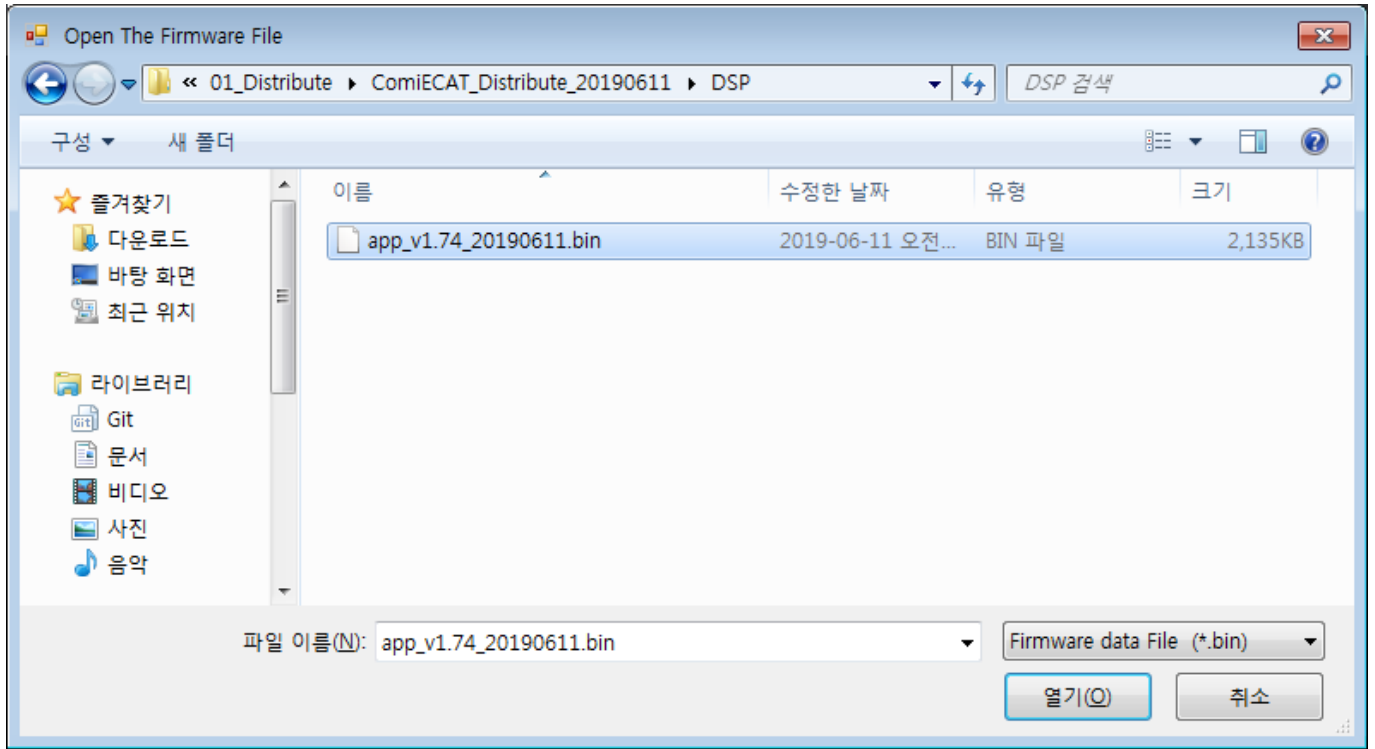 Open The Firmware File
« 01_Distribute ▸ ComiECAT_Distribute_20190611 ▸ DSP
DSP 검색
구성 새 폴더
이름 수정한 날짜 유형 크기
app_v1.74_20190611.bin 2019-06-11 오전... BIN 파일 2,135KB
즐겨찾기
다운로드
바탕 화면
최근 위치
라이브러리
Git
문서
비디오
사진
음악
파일 이름(N): app_v1.74_20190611.bin Firmware data File (*.bin)
열기(O) 취소